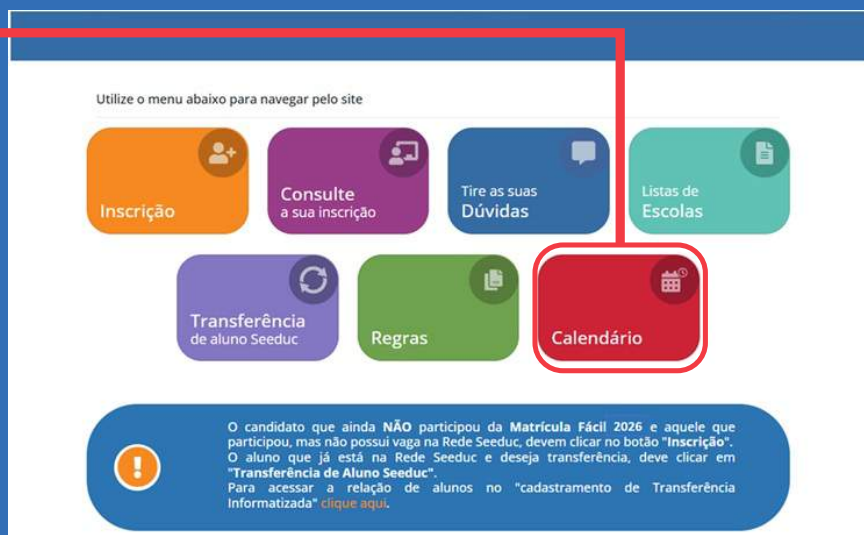 Utilize o menu abaixo para navegar pelo site
Inscrição
Consulte
a sua inscrição
Tire as suas
Dúvidas
Listas de
Escolas
Transferência
de aluno Seeduc
Regras
Calendário
O candidato que ainda NÃO participou da Matrícula Fácil 2026 e aquele que
participou, mas não possui vaga na Rede Seeduc, devem clicar no botão "Inscrição".
O aluno que já está na Rede Seeduc e deseja transferência, deve clicar em
"Transferência de Aluno Seeduc".
Para acessar a relação de alunos no "cadastramento de Transferência
Informatizada" clique aqui.